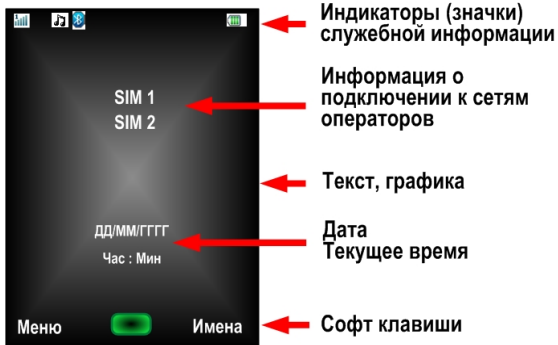 Индикаторы (значки)
служебной информации
SIM 1
SIM 2
Информация о
подключении к сетям
операторов
Текст, графика
ДД/ММ/ГГГГ
Час : Мин
Дата
Текущее время
Меню
Имена
Софт клавиши